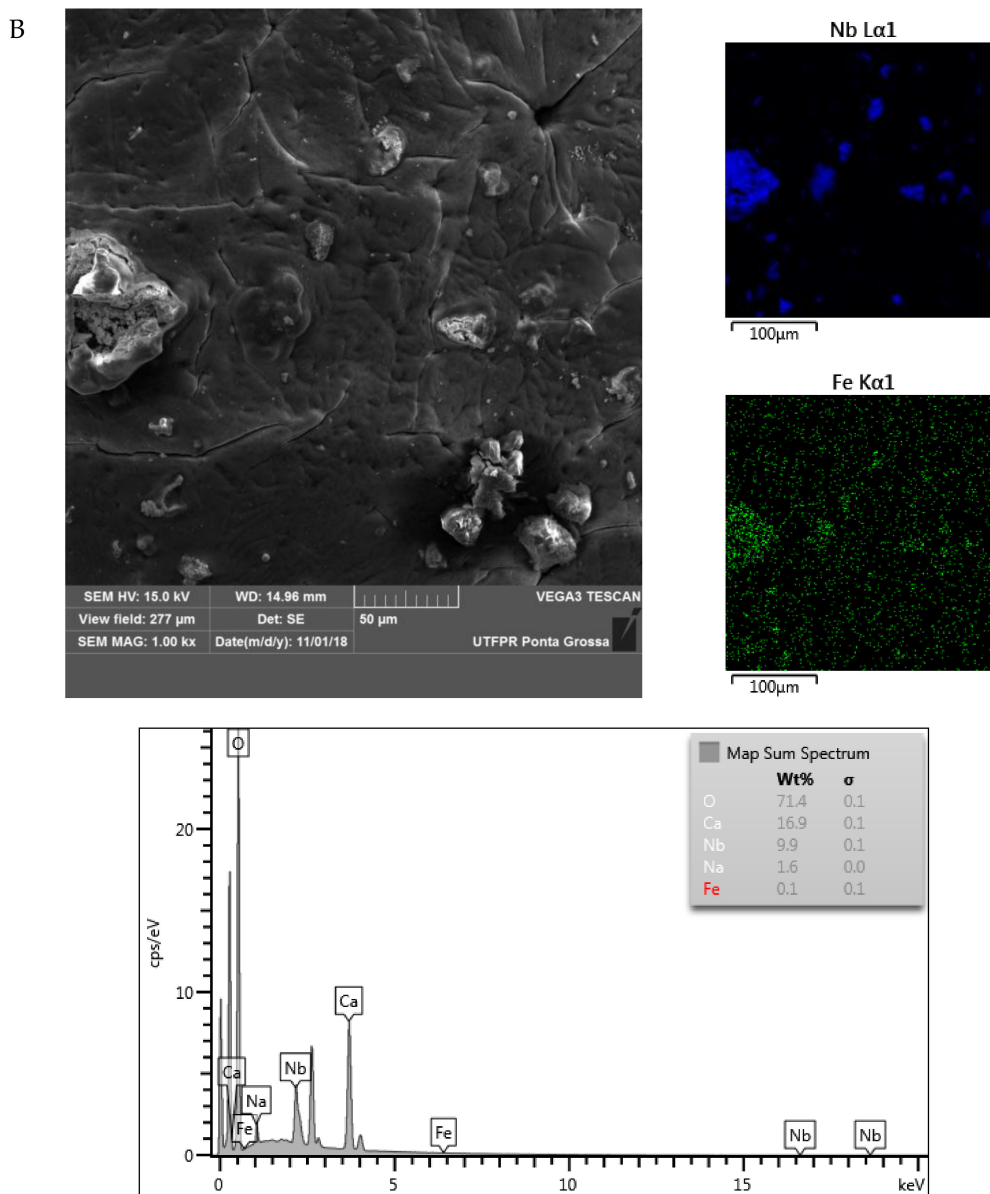 B
SEM HV: 15.0 kV WD: 14.96 mm VEGA3 TESCAN
View field: 277 µm Det: SE 50 µm
SEM MAG: 1.00 kx Date(m/d/y): 11/01/18 UTFPR Ponta Grossa
Nb Lα1
100µm
Fe Kα1
100µm
Map Sum Spectrum
Wt% σ
O 71.4 0.1
Ca 16.9 0.1
Nb 9.9 0.1
Na 1.6 0.0
Fe 0.1 0.1
cps/eV
20
10
0
O
Ca
Fe
Na
Nb
Ca
Fe
Nb
Nb
0 5 10 15 keV